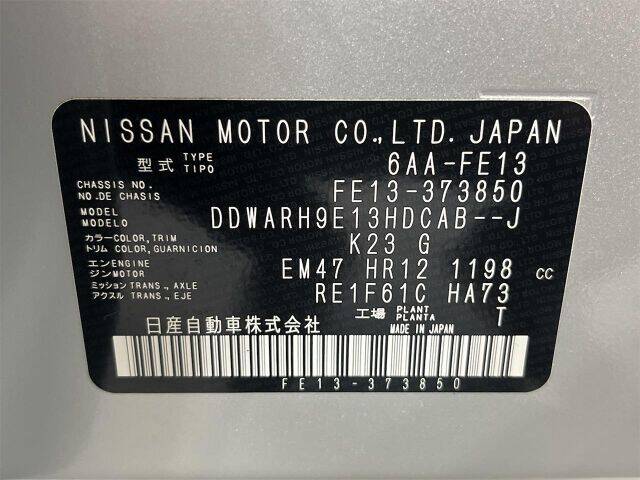 NISSAN MOTOR CO.,LTD. JAPAN
型式 TYPE TIPO 6AA-FE13
CHASSIS NO. NO.DE CHASIS FE13-373850
MODEL MODELO DDWARH9E13HDCAB--J
カラー COLOR, TRIM トリム COLOR, GUARNICION K23 G
エンジン ENGINE MOTOR EM47 HR12 1198 cc
ミッション TRANS., AXLE アクスル TRANS., EJE RE1F61C HA73
工場 PLANT PLANTA T
日産自動車株式会社 MADE IN JAPAN
FE13-373850